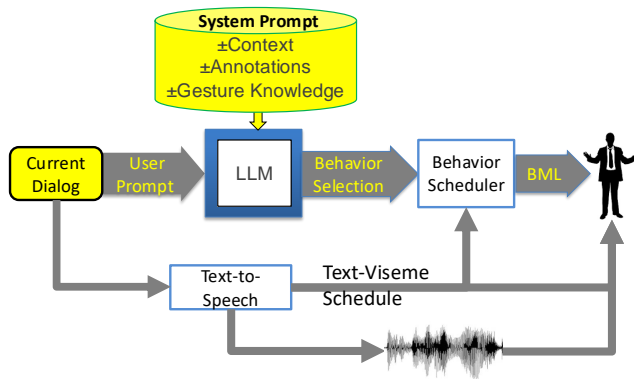 System Prompt
±Context
±Annotations
±Gesture Knowledge
Current
Dialog
User
Prompt
LLM
Behavior
Selection
Behavior
Scheduler
BML
Text-to-
Speech
Text-Viseme
Schedule